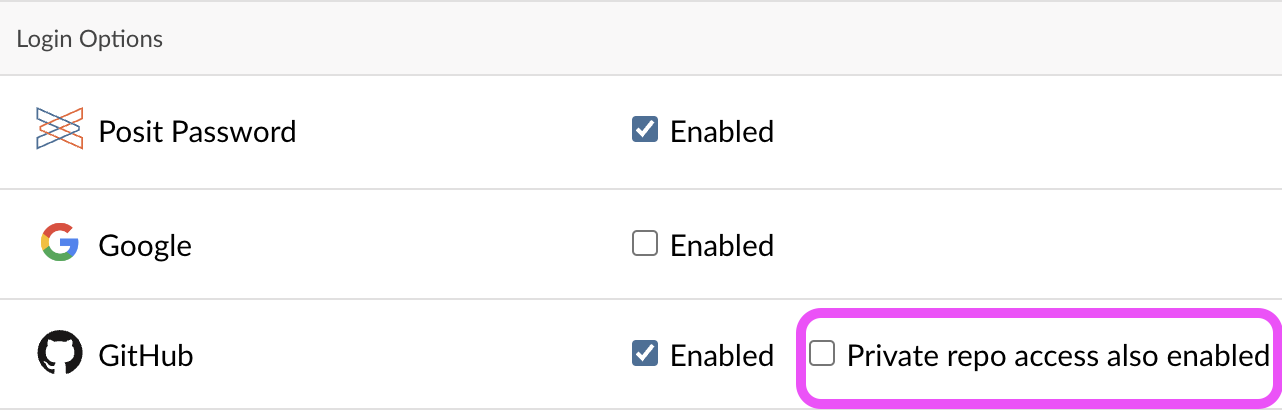 Login Options
Posit Password Enabled
Google Enabled
GitHub Enabled Private repo access also enabled